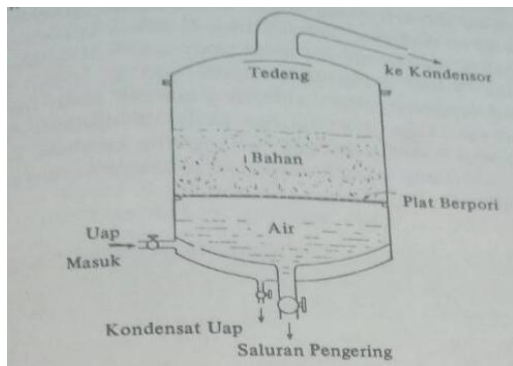 Tedeng
ke Kondensor
Bahan
Plat Berpori
Air
Uap
Masuk
Kondensat Uap
Saluran Pengering